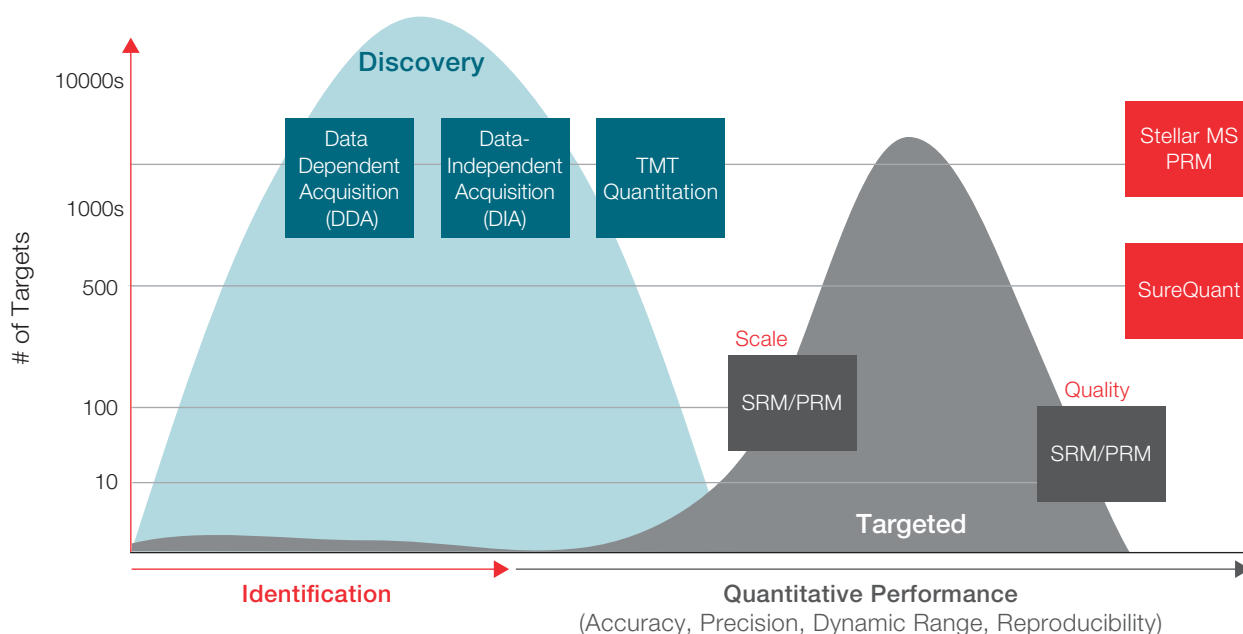 Discovery
10000s
1000s
500
100
10
# of Targets
Data
Dependent
Acquisition
(DDA)
Data-
Independent
Acquisition
(DIA)
TMT
Quantitation
Stellar MS
PRM
SureQuant
Scale
SRM/PRM
Quality
SRM/PRM
Targeted
Identification
Quantitative Performance
(Accuracy, Precision, Dynamic Range, Reproducibility)